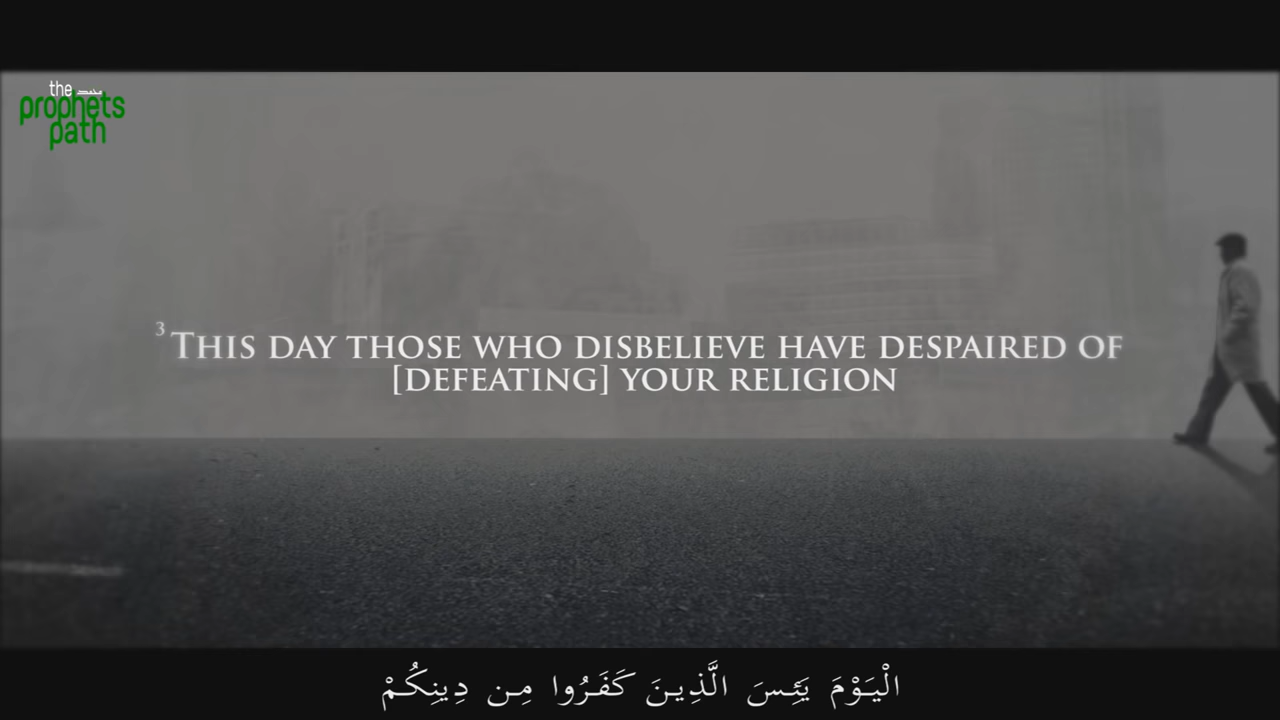 the محمد
prophets
path
3 THIS DAY THOSE WHO DISBELIEVE HAVE DESPAIRED OF
[DEFEATING] YOUR RELIGION
الْيَوْمَ يَئِسَ الَّذِينَ كَفَرُوا مِن دِينِكُمْ